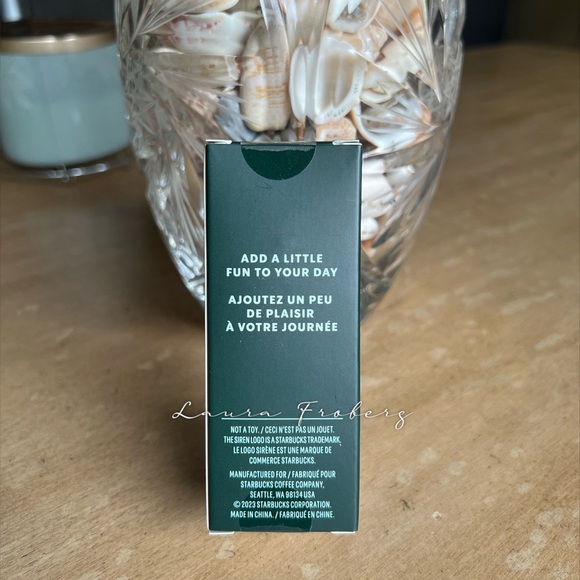 ADD A LITTLE
FUN TO YOUR DAY
AJOUTEZ UN PEU
DE PLAISIR
À VOTRE JOURNÉE
Laura Froberg
NOT A TOY. / CECI N'EST PAS UN JOUET.
THE SIREN LOGO IS A STARBUCKS TRADEMARK.
LE LOGO SIRÈNE EST UNE MARQUE DE
COMMERCE STARBUCKS.
MANUFACTURED FOR / FABRIQUÉ POUR
STARBUCKS COFFEE COMPANY,
SEATTLE, WA 98134 USA
© 2023 STARBUCKS CORPORATION.
MADE IN CHINA. / FABRIQUÉ EN CHINE.